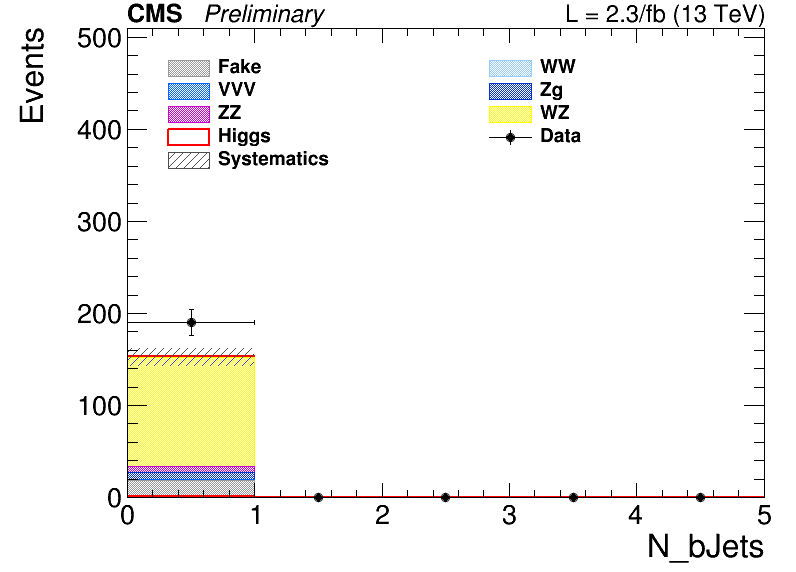 CMS Preliminary L = 2.3/fb (13 TeV)
Events
500
400
300
200
100
0
Fake WW
VVV Zg
ZZ WZ
Higgs Data
Systematics
0 1 2 3 4 5
N_bJets